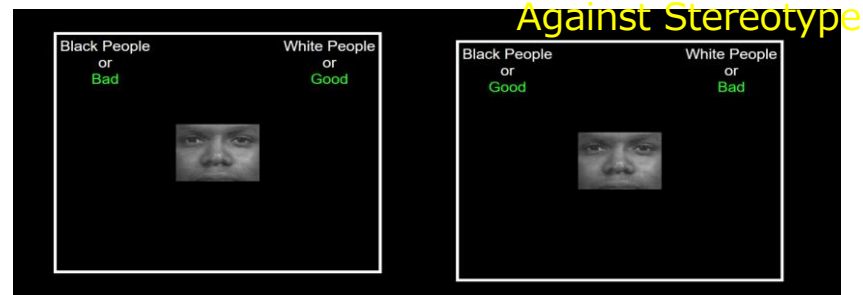 Against Stereotype
Black People
or
Bad
White People
or
Good
Black People
or
Good
White People
or
Bad